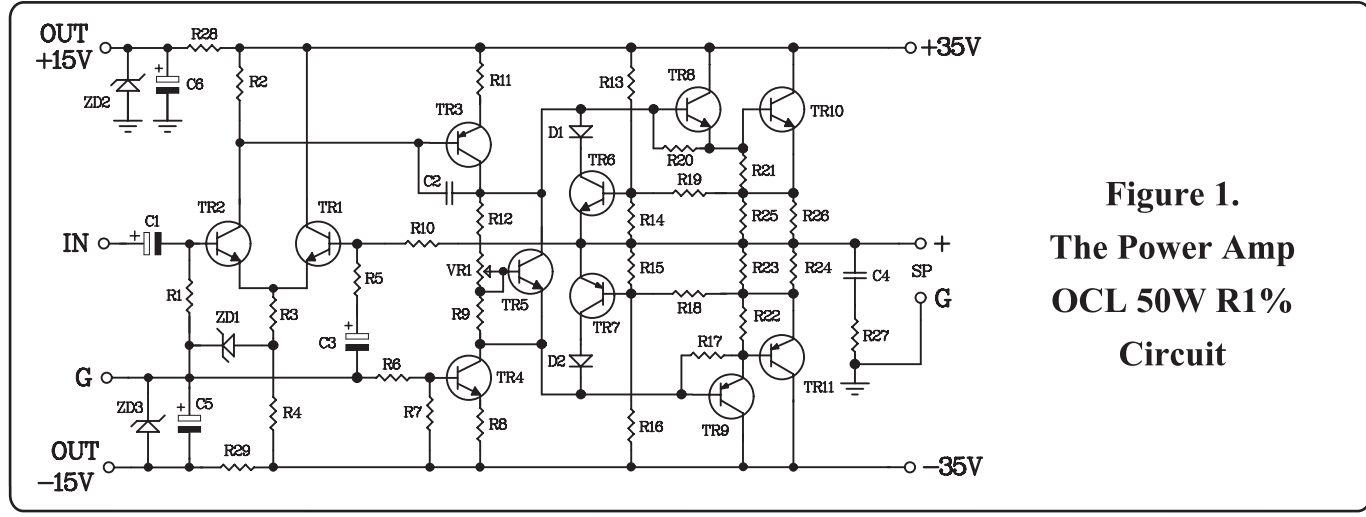 OUT
+15V
R28
+35V
ZD2
+
C6
R2
R11
R13
TR8
TR3
TR10
D1
R20
TR6
R21
C2
R19
TR2
TR1
R12
R14
R25
R26
C1
+
IN
R10
+
VR1
TR5
R15
R23
R24
C4
SP
R5
R1
G
R3
ZD1
R9
TR7
R18
R22
+
C3
R17
R27
D2
G
R6
TR4
TR11
ZD3
+
C5
R4
R7
R8
R16
TR9
OUT
-15V
R29
-35V
Figure 1.
The Power Amp
OCL 50W R1%
Circuit